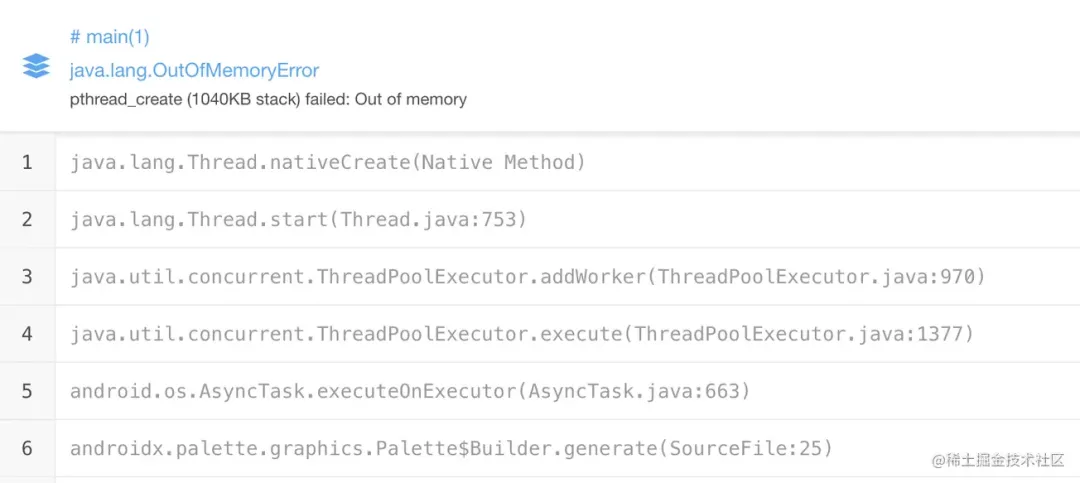 # main(1)
java.lang.OutOfMemoryError
pthread_create (1040KB stack) failed: Out of memory
1 java.lang.Thread.nativeCreate(Native Method)
2 java.lang.Thread.start(Thread.java:753)
3 java.util.concurrent.ThreadPoolExecutor.addWorker(ThreadPoolExecutor.java:970)
4 java.util.concurrent.ThreadPoolExecutor.execute(ThreadPoolExecutor.java:1377)
5 android.os.AsyncTask.executeOnExecutor(AsyncTask.java:663)
6 androidx.palette.graphics.Palette$Builder.generate(SourceFile:25)
@稀土掘金技术社区